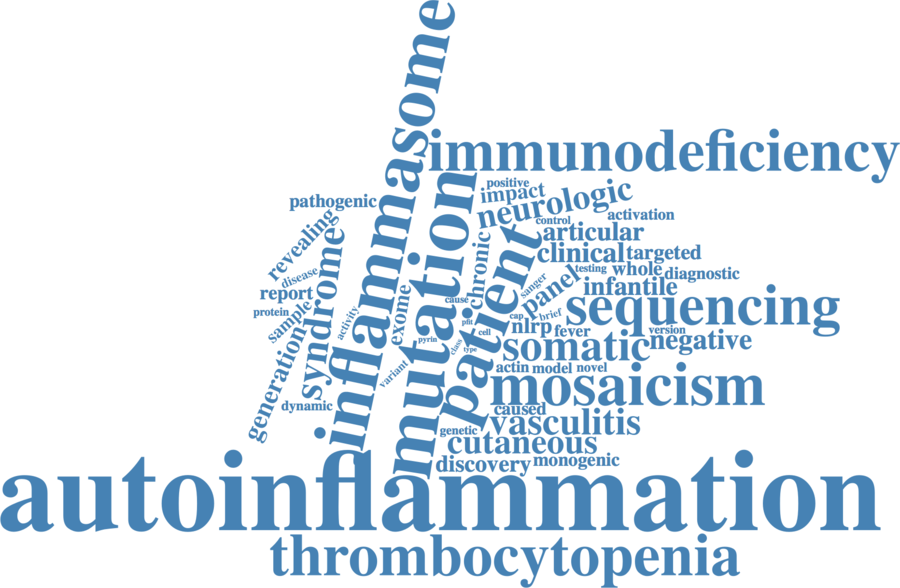 inflammasome
immunodeficiency
mutation
positive
impact
neurologic
pathogenic
control
activation
revealing
articular
patient
chronic
clinical
targeted
syndrome
disease
sanger
panel
testing
whole
diagnostic
report
exome
cause
infantile
protein
sample
activity
cap
brief
sequencing
pfit
nlrp
fever
version
cell
pyrin
class
type
somatic
negative
generation
variant
actin
model
novel
mosaicism
dynamic
caused
vasculitis
genetic
cutaneous
discovery
monogenic
autoinflammation
thrombocytopenia